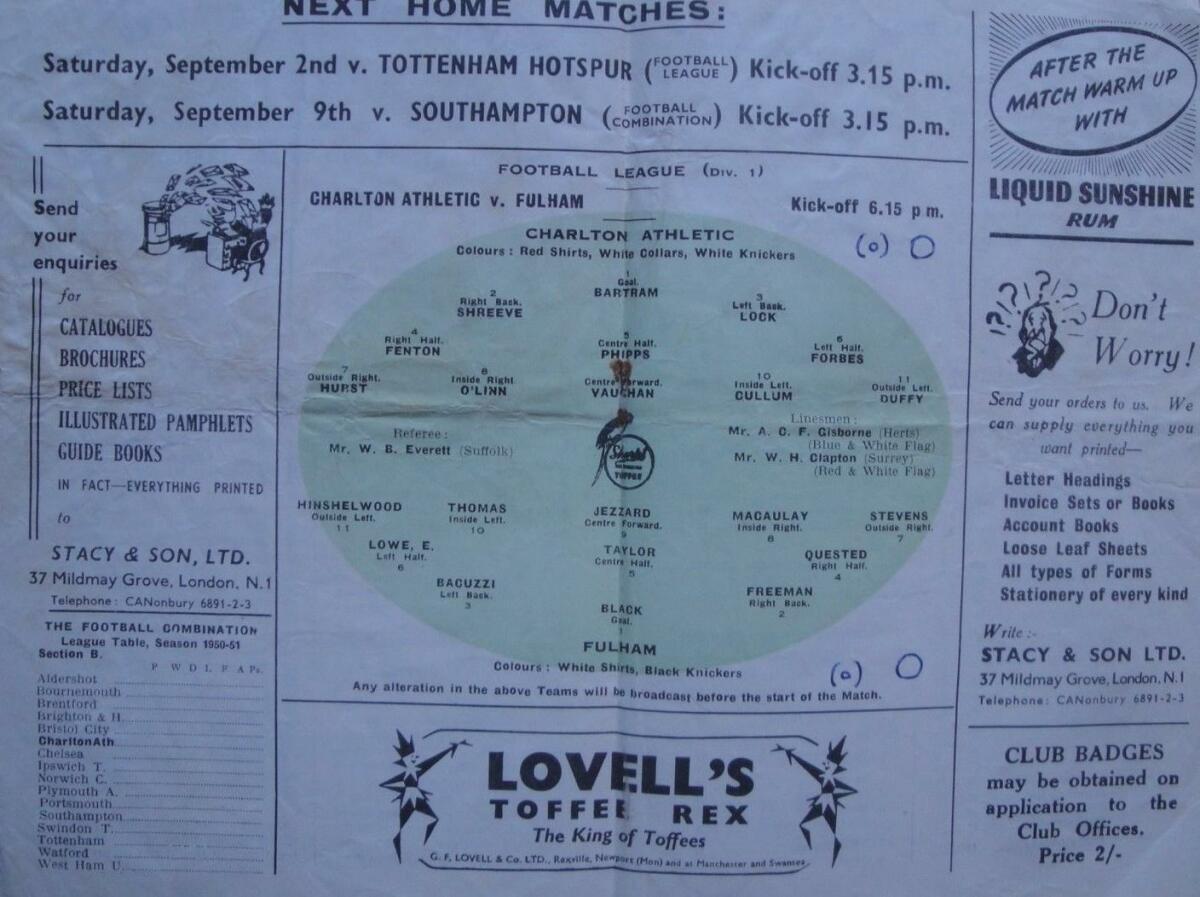 NEXT HOME MATCHES:
Saturday, September 2nd v. TOTTENHAM HOTSPUR (FOOTBALL LEAGUE) Kick-off 3.15 p.m.
Saturday, September 9th v. SOUTHAMPTON (FOOTBALL COMBINATION) Kick-off 3.15 p.m.
Send
your
enquiries
for
CATALOGUES
BROCHURES
PRICE LISTS
ILLUSTRATED PAMPHLETS
GUIDE BOOKS
IN FACT—EVERYTHING PRINTED
to
STACY & SON, LTD.
37 Mildmay Grove, London, N.1
Telephone: CANonbury 6891-2-3
THE FOOTBALL COMBINATION
League Table, Season 1950-51
Section B.
P W D L F A Ps.
Aldershot
Bournemouth
Brentford
Brighton & H.
Bristol City
CharltonAth
Chelsea
Ipswich T.
Norwich C.
Plymouth A.
Portsmouth
Southampton
Swindon T.
Tottenham
Watford
West Ham U.
FOOTBALL LEAGUE (Div. 1)
CHARLTON ATHLETIC v. FULHAM Kick-off 6.15 p m.
CHARLTON ATHLETIC
(0) 0
Colours : Red Shirts, White Collars, White Knickers
1
Goal.
BARTRAM
2
Right Back.
SHREEVE
3
Left Back.
LOCK
4
Right Half.
FENTON
5
Centre Half.
PHIPPS
6
Left Half.
FORBES
7
Outside Right.
HURST
8
Inside Right
O'LINN
Centre Forward.
VAUGHAN
10
Inside Left.
CULLUM
11
Outside Left.
DUFFY
Referee:
Mr. W. B. Everett (Suffolk)
Linesmen:
Mr. A. C. F. Gisborne (Herts)
(Blue & White Flag)
Mr. W. H. Clapton (Surrey)
(Red & White Flag)
TOFFEE
HINSHELWOOD
Outside Left.
11
THOMAS
Inside Left.
10
JEZZARD
Centre Forward.
9
MACAULAY
Inside Right.
8
STEVENS
Outside Right.
7
LOWE, E.
Left Half.
6
TAYLOR
Centre Half.
5
QUESTED
Right Half.
4
BACUZZI
Left Back.
3
FREEMAN
Right Back.
2
BLACK
Goal.
1
FULHAM
Colours : White Shirts, Black Knickers
(0) 0
Any alteration in the above Teams will be broadcast before the start of the Match.
LOVELL'S
TOFFEE REX
The King of Toffees
G. F. LOVELL & Co. LTD., Rexville, Newport (Mon) and at Manchester and Swansea
AFTER THE
MATCH WARM UP
WITH
LIQUID SUNSHINE
RUM
Don't
Worry!
Send your orders to us. We
can supply everything you
want printed—
Letter Headings
Invoice Sets or Books
Account Books
Loose Leaf Sheets
All types of Forms
Stationery of every kind
Write :-
STACY & SON LTD.
37 Mildmay Grove, London, N.1
Telephone: CANonbury 6891-2-3
CLUB BADGES
may be obtained on
application to the
Club Offices.
Price 2/-